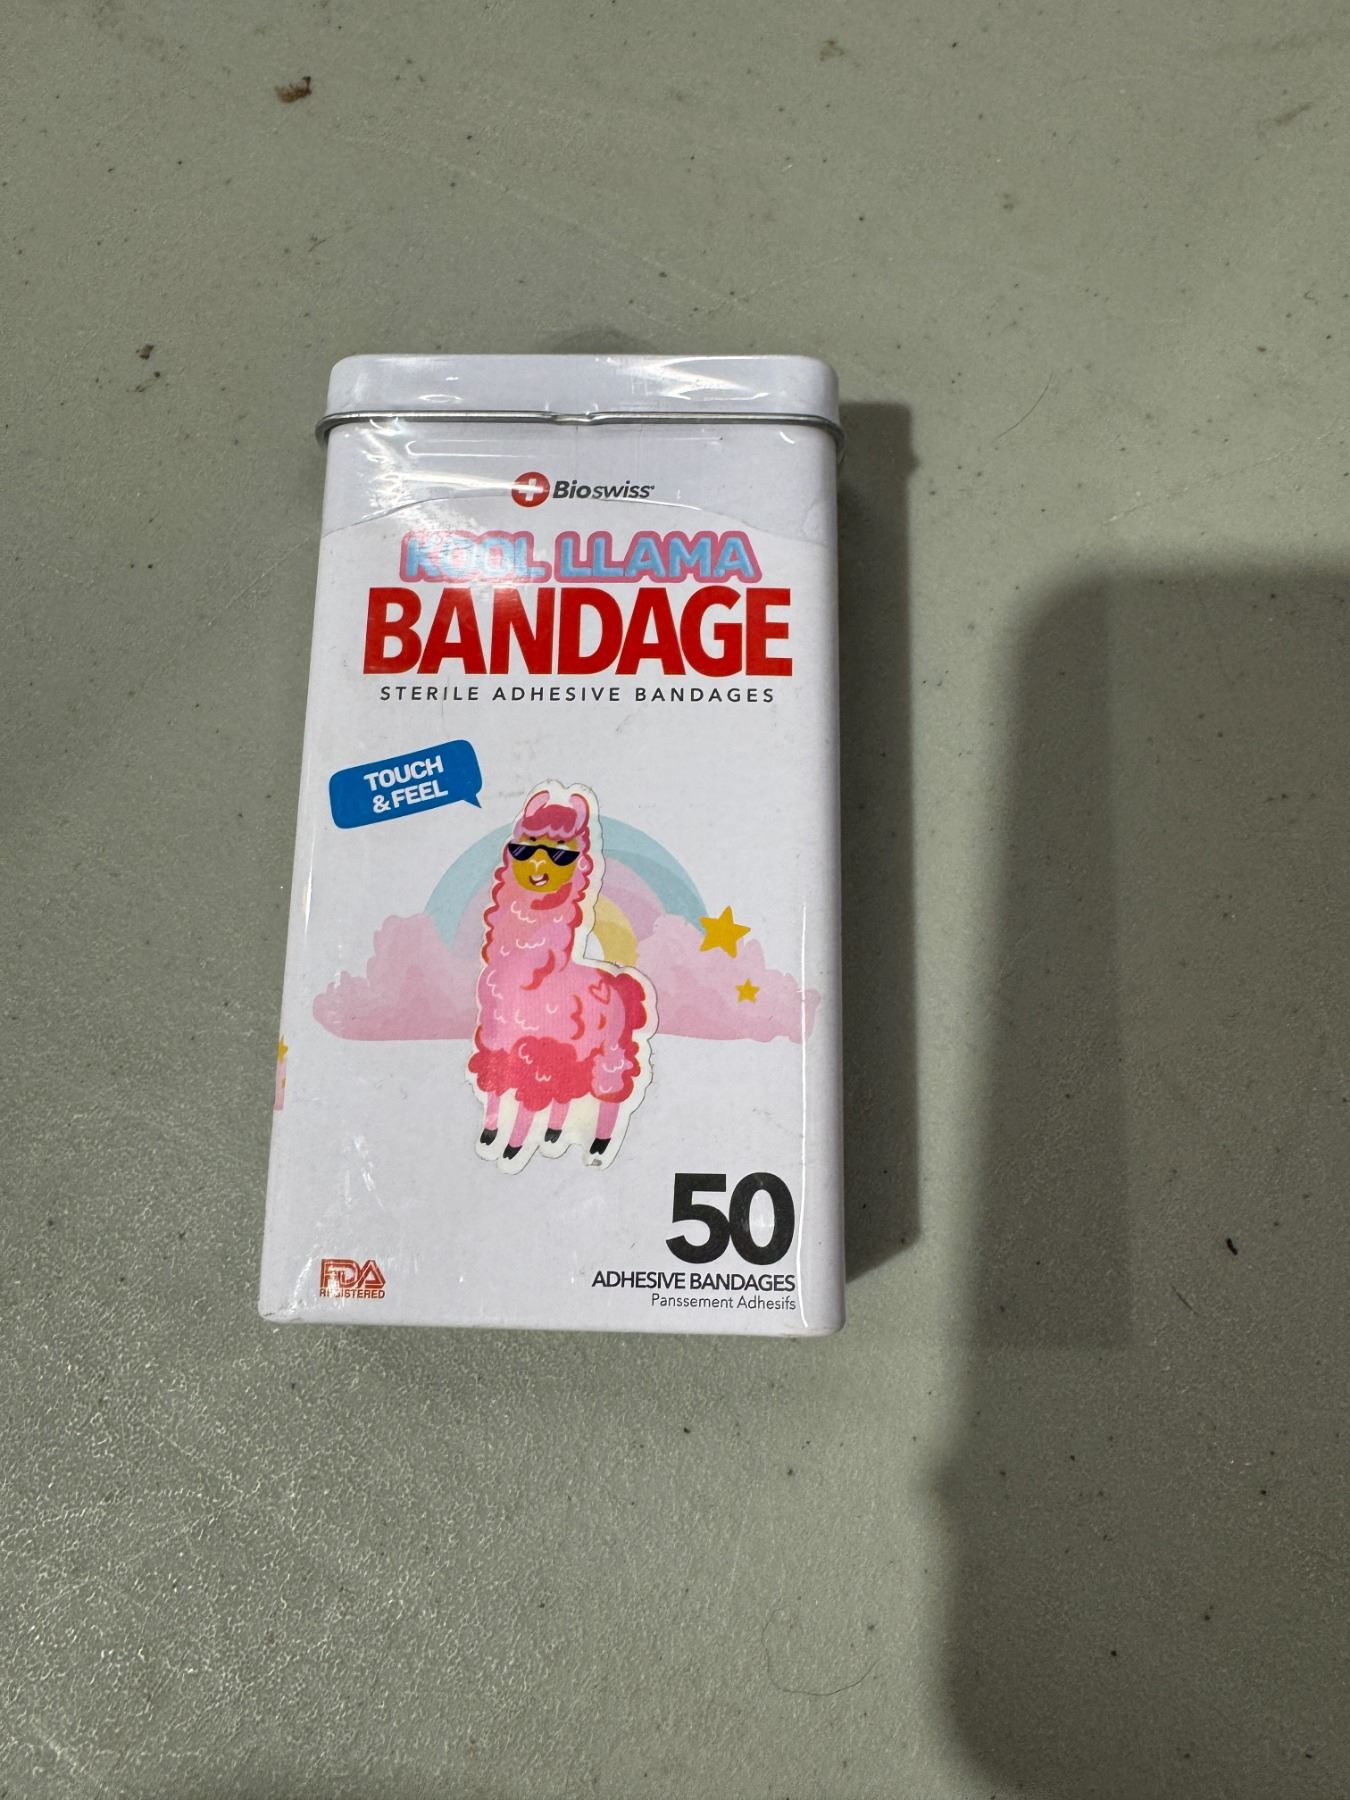 Bioswiss
KOOL LLAMA
BANDAGE
STERILE ADHESIVE BANDAGES
TOUCH
& FEEL
50
ADHESIVE BANDAGES
Panssement Adhesifs
FDA
REGISTERED